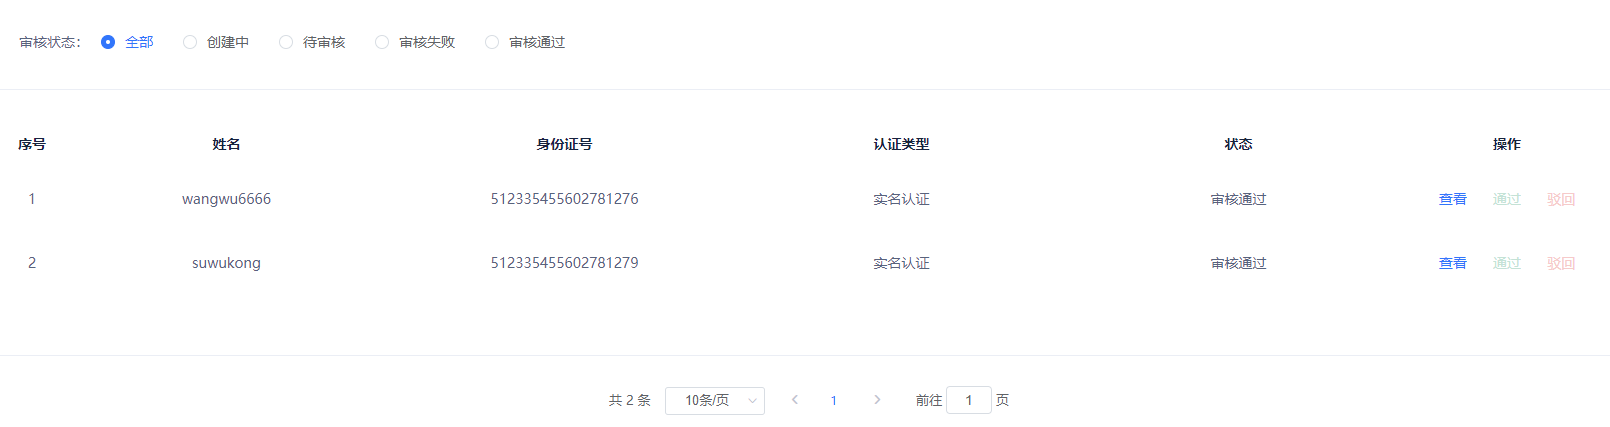 审核状态： 全部 创建中 待审核 审核失败 审核通过
序号 姓名 身份证号 认证类型 状态 操作
1 wangwu6666 512335455602781276 实名认证 审核通过 查看 通过 驳回
2 suwukong 512335455602781279 实名认证 审核通过 查看 通过 驳回
共 2 条 10条/页 1 前往 1 页